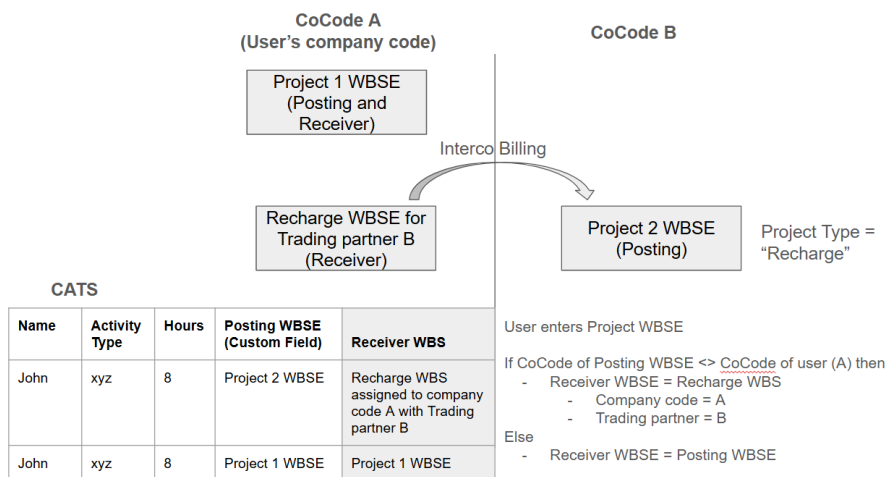 CoCode A
(User's company code)
CoCode B
Project 1 WBSE
(Posting and
Receiver)
Interco Billing
Recharge WBSE for
Trading partner B
(Receiver)
Project 2 WBSE
(Posting)
Project Type =
“Recharge”
CATS
Name
Activity
Type
Hours
Posting WBSE
(Custom Field)
Receiver WBS
John
xyz
8
Project 2 WBSE
Recharge WBS
assigned to company
code A with Trading
partner B
John
xyz
8
Project 1 WBSE
Project 1 WBSE
User enters Project WBSE
If CoCode of Posting WBSE <> CoCode of user (A) then
- Receiver WBSE = Recharge WBS
- Company code = A
- Trading partner = B
Else
- Receiver WBSE = Posting WBSE